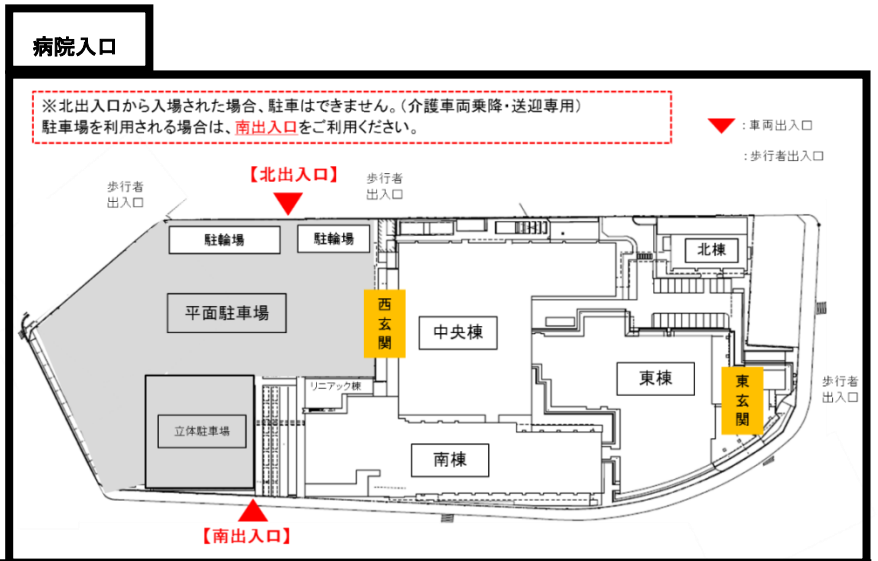 病院入口
※北出入口から入場された場合、駐車はできません。(介護車両乗降・送迎専用)
駐車場を利用される場合は、南出入口をご利用ください。
：車両出入口
：歩行者出入口
【北出入口】
歩行者
出入口
歩行者
出入口
駐輪場
駐輪場
北棟
平面駐車場
西玄関
中央棟
リニアック棟
東棟
東玄関
歩行者
出入口
立体駐車場
南棟
【南出入口】